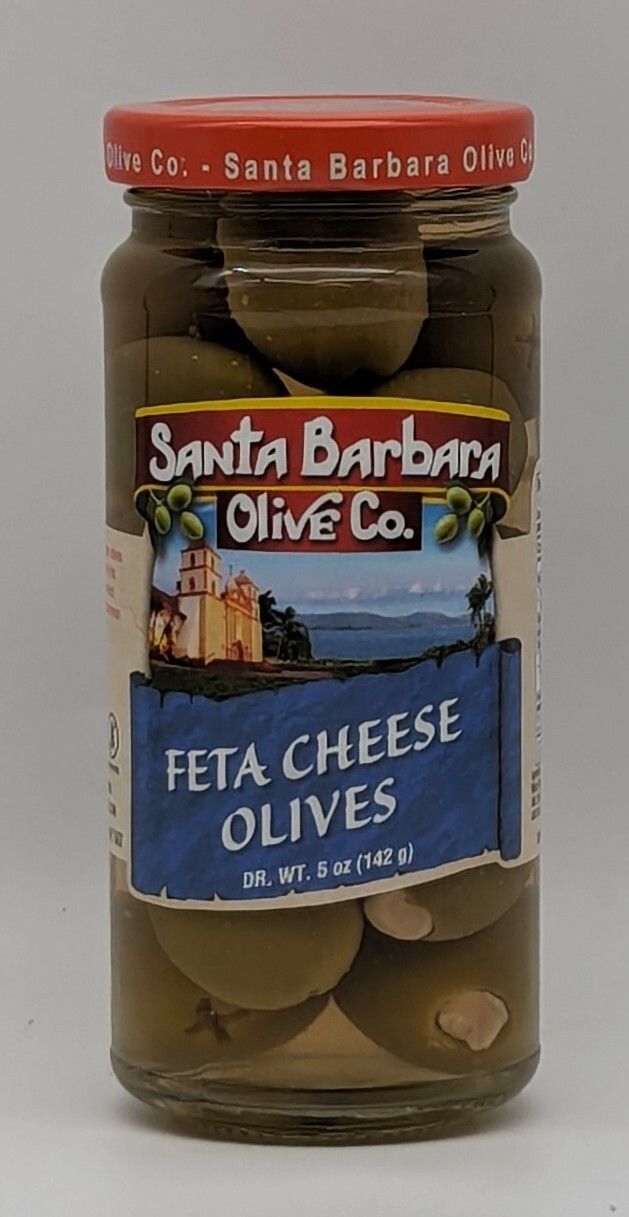 Olive Co. - Santa Barbara Olive Co
Santa Barbara
Olive Co.
FETA CHEESE
OLIVES
DR. WT. 5 oz (142 g)